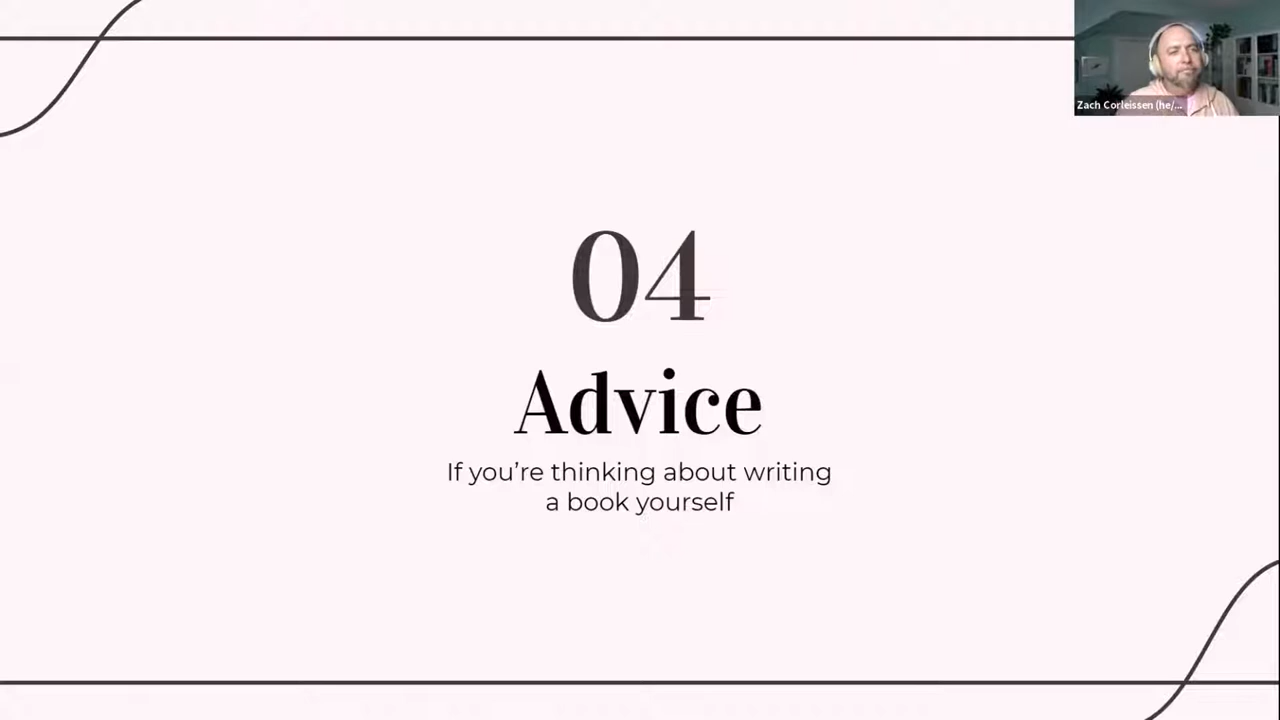 Zach Corleissen (he/...
04
Advice
If you’re thinking about writing
a book yourself